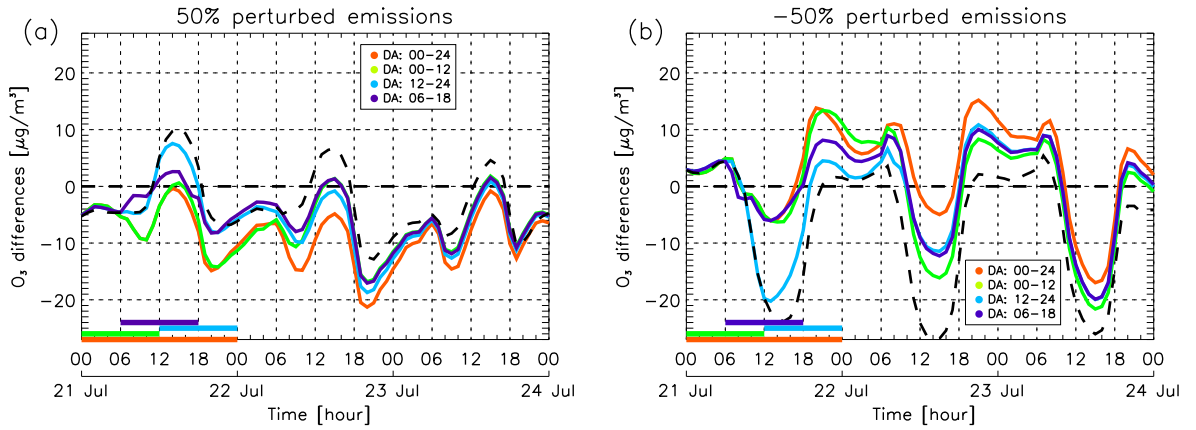 50% perturbed emissions
(a)
DA: 00−24
DA: 00−12
DA: 12−24
DA: 06−18
O₃ differences [μg/m³]
20
10
0
−10
−20
00 06 12 18 00 06 12 18 00 06 12 18 00
21 Jul 22 Jul 23 Jul 24 Jul
Time [hour]
−50% perturbed emissions
(b)
O₃ differences [μg/m³]
20
10
0
−10
−20
DA: 00−24
DA: 00−12
DA: 12−24
DA: 06−18
00 06 12 18 00 06 12 18 00 06 12 18 00
21 Jul 22 Jul 23 Jul 24 Jul
Time [hour]